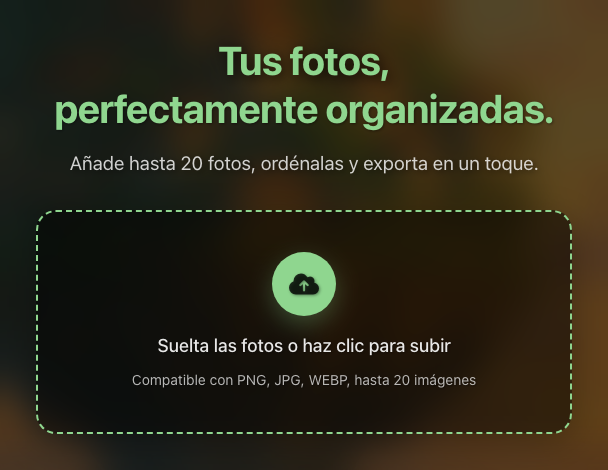 Tus fotos,
perfectamente organizadas.
Añade hasta 20 fotos, ordénalas y exporta en un toque.
Suelta las fotos o haz clic para subir
Compatible con PNG, JPG, WEBP, hasta 20 imágenes